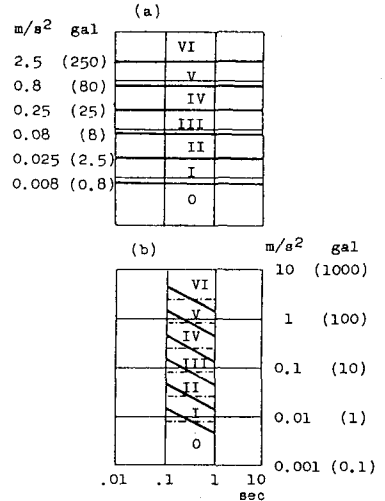 (a)
m/s² gal
VI
2.5 (250)
V
0.8 (80)
IV
0.25 (25)
III
0.08 (8)
II
0.025 (2.5)
I
0.008 (0.8)
0
(b)
m/s² gal
10 (1000)
VI
V
1 (100)
IV
III
0.1 (10)
II
I
0.01 (1)
0
0.001 (0.1)
.01 .1 1 10
sec